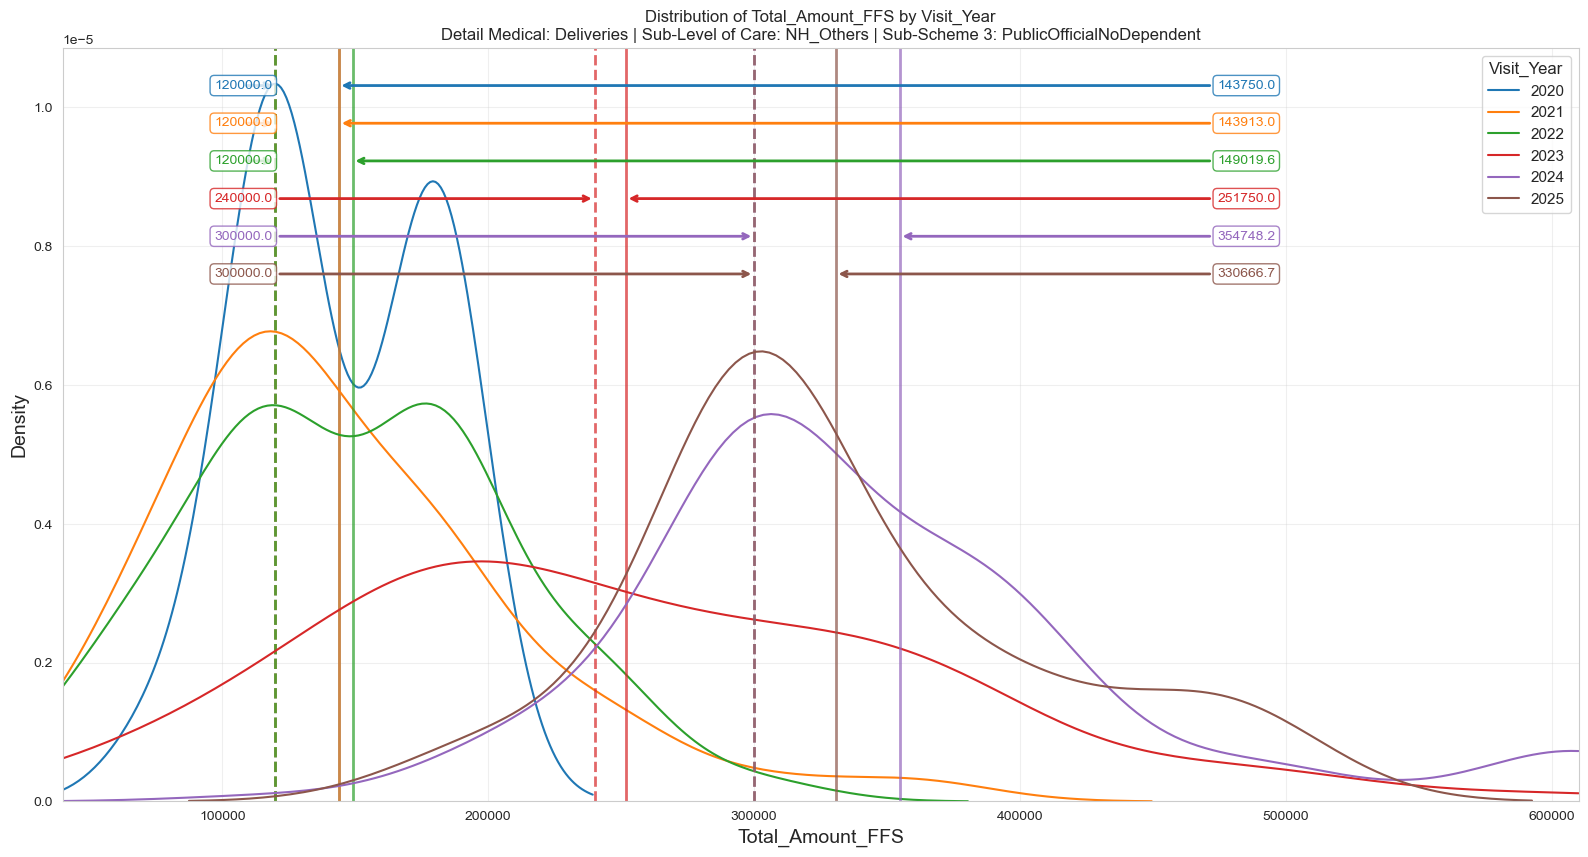 Distribution of Total_Amount_FFS by Visit_Year
Detail Medical: Deliveries | Sub-Level of Care: NH_Others | Sub-Scheme 3: PublicOfficialNoDependent
1e−5
Visit_Year
2020
2021
2022
2023
2024
2025
120000.0 143750.0
120000.0 143913.0
120000.0 149019.6
240000.0 251750.0
300000.0 354748.2
300000.0 330666.7
1.0
0.8
0.6
0.4
0.2
0.0
Density
100000 200000 300000 400000 500000 600000
Total_Amount_FFS